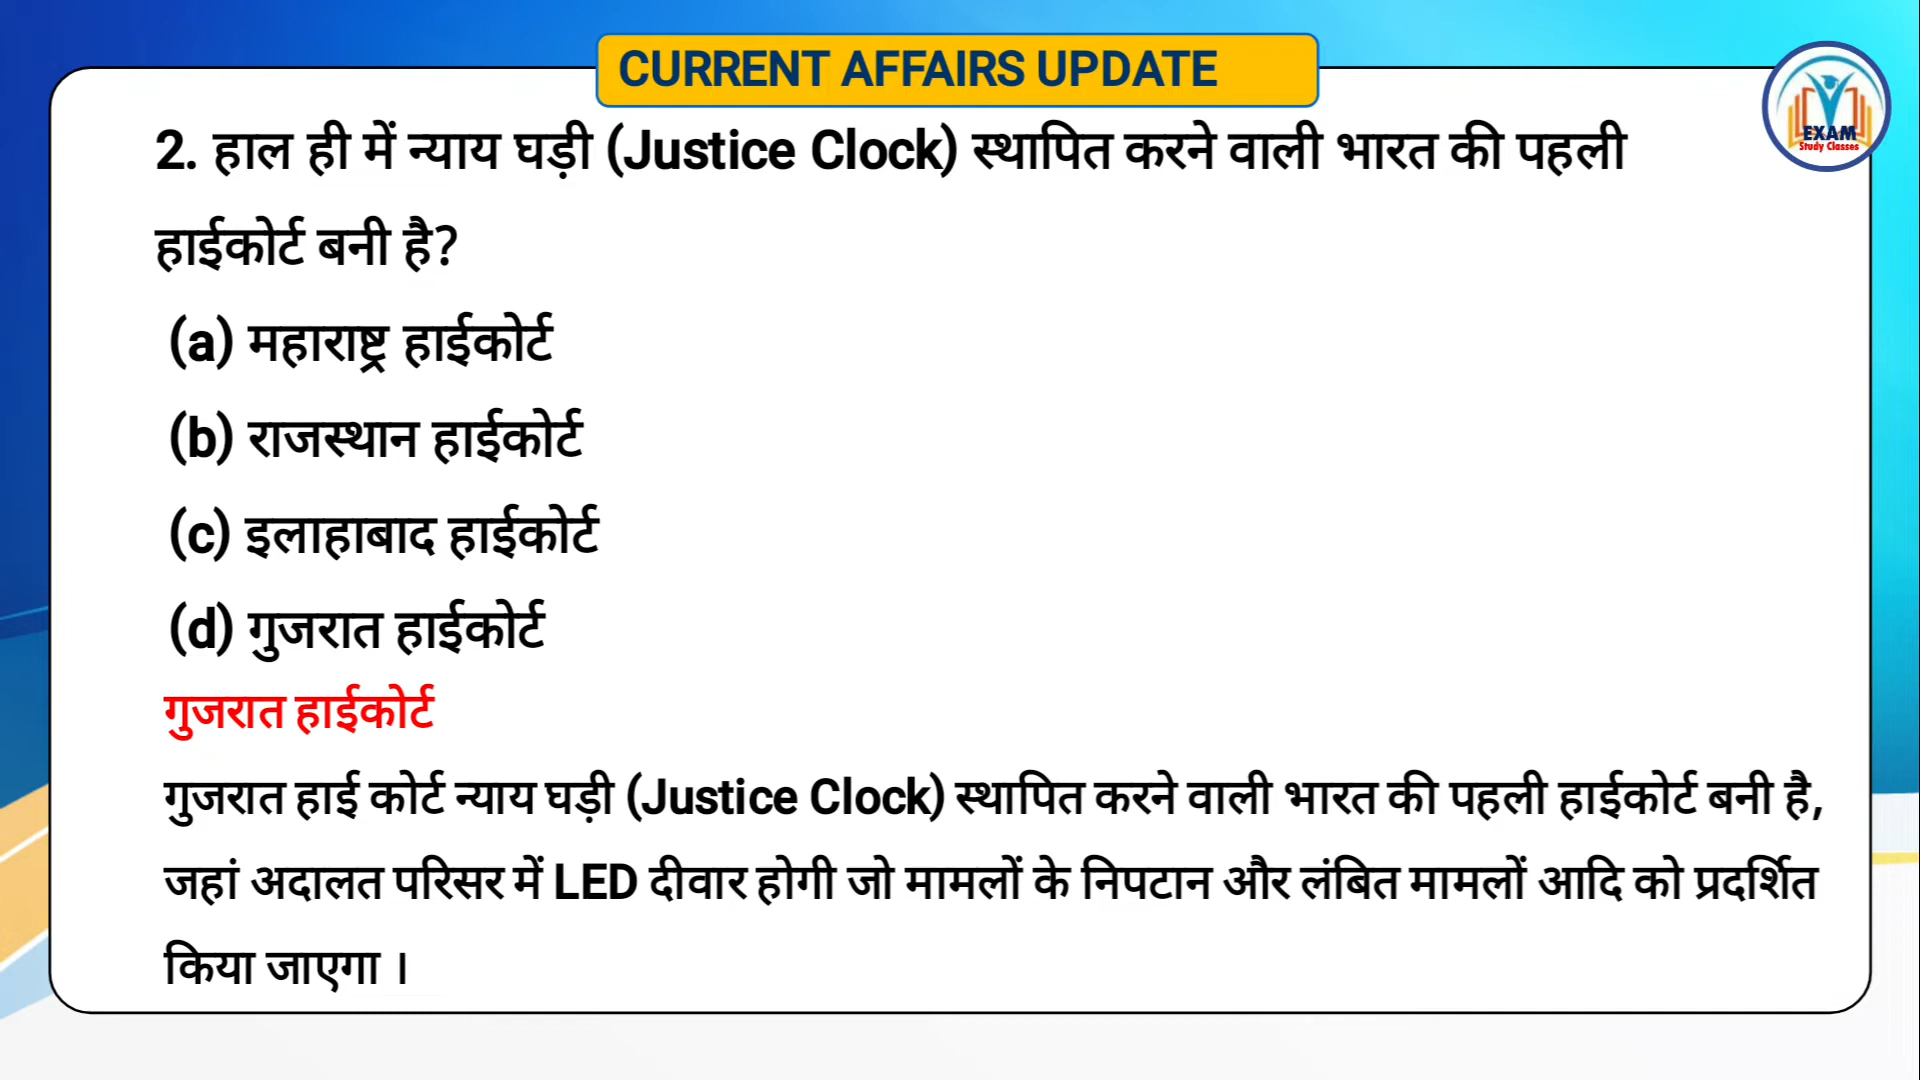 CURRENT AFFAIRS UPDATE
EXAM
Study Classes
2. हाल ही में न्याय घड़ी (Justice Clock) स्थापित करने वाली भारत की पहली
हाईकोर्ट बनी है?
(a) महाराष्ट्र हाईकोर्ट
(b) राजस्थान हाईकोर्ट
(c) इलाहाबाद हाईकोर्ट
(d) गुजरात हाईकोर्ट
गुजरात हाईकोर्ट
गुजरात हाई कोर्ट न्याय घड़ी (Justice Clock) स्थापित करने वाली भारत की पहली हाईकोर्ट बनी है,
जहां अदालत परिसर में LED दीवार होगी जो मामलों के निपटान और लंबित मामलों आदि को प्रदर्शित
किया जाएगा ।